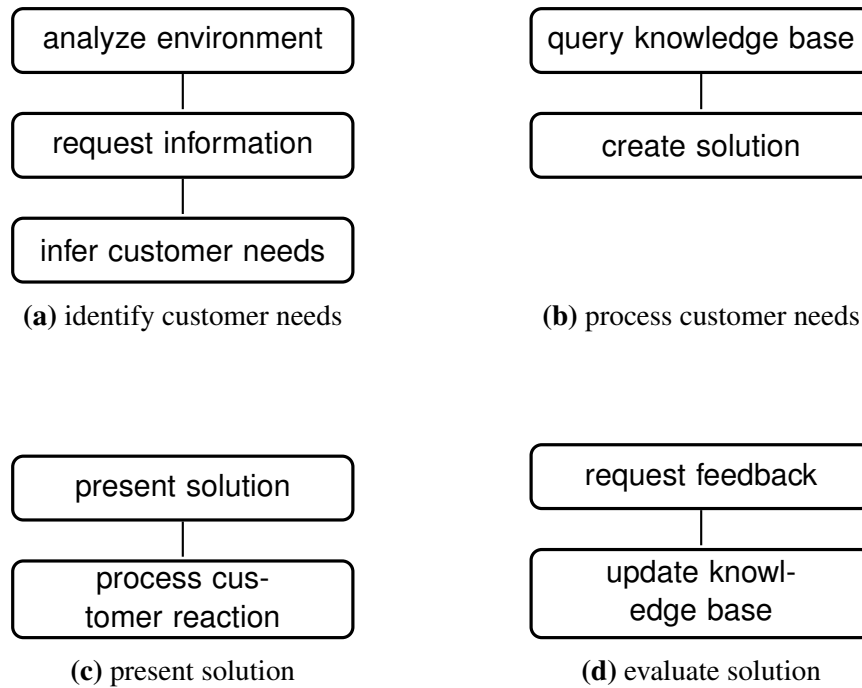 analyze environment
request information
infer customer needs
(a) identify customer needs
query knowledge base
create solution
(b) process customer needs
present solution
process cus-
tomer reaction
(c) present solution
request feedback
update knowl-
edge base
(d) evaluate solution